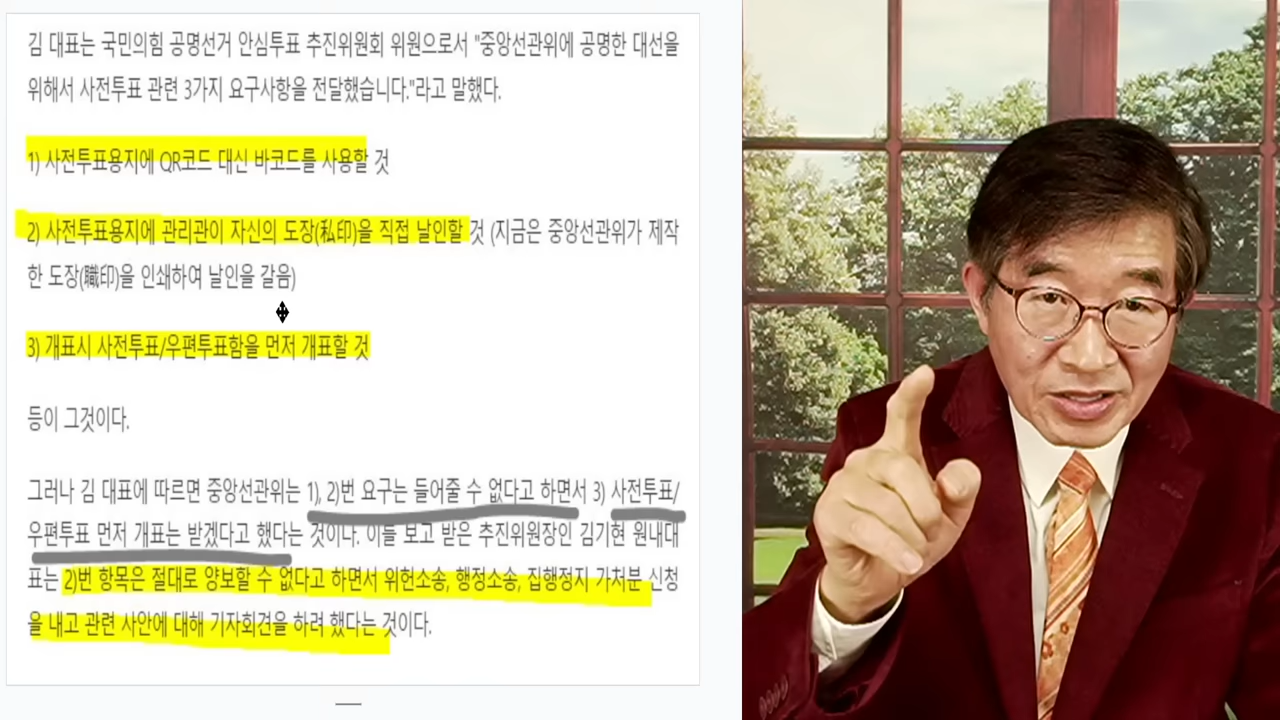 김 대표는 국민의힘 공명선거 안심투표 추진위원회 위원으로서 "중앙선관위에 공명한 대선을
위해서 사전투표 관련 3가지 요구사항을 전달했습니다."라고 말했다.
1) 사전투표용지에 QR코드 대신 바코드를 사용할 것
2) 사전투표용지에 관리관이 자신의 도장(私印)을 직접 날인할 것 (지금은 중앙선관위가 제작
한 도장(職印)을 인쇄하여 날인을 갈음)
3) 개표시 사전투표/우편투표함을 먼저 개표할 것
등이 그것이다.
그러나 김 대표에 따르면 중앙선관위는 1), 2)번 요구는 들어줄 수 없다고 하면서 3) 사전투표/
우편투표 먼저 개표는 받겠다고 했다는 것이다. 이를 보고 받은 추진위원장인 김기현 원내대
표는 2)번 항목은 절대로 양보할 수 없다고 하면서 위헌소송, 행정소송, 집행정지 가처분 신청
을 내고 관련 사안에 대해 기자회견을 하려 했다는 것이다.